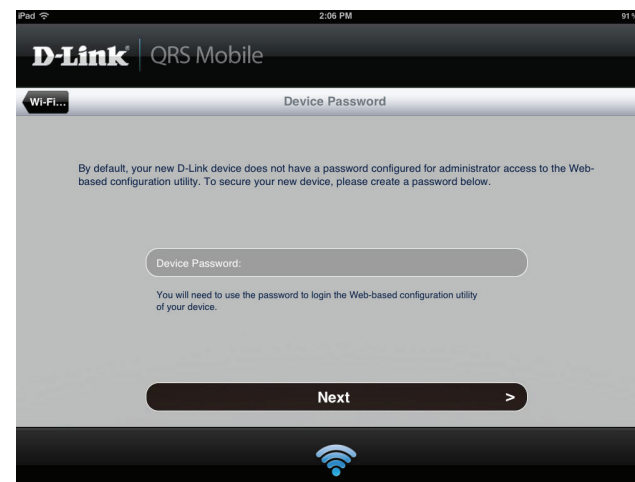 iPad 2:06 PM 91%
D-Link® QRS Mobile
Wi-Fi... Device Password
By default, your new D-Link device does not have a password configured for administrator access to the Web-
based configuration utility. To secure your new device, please create a password below.
Device Password:
You will need to use the password to login the Web-based configuration utility
of your device.
Next >